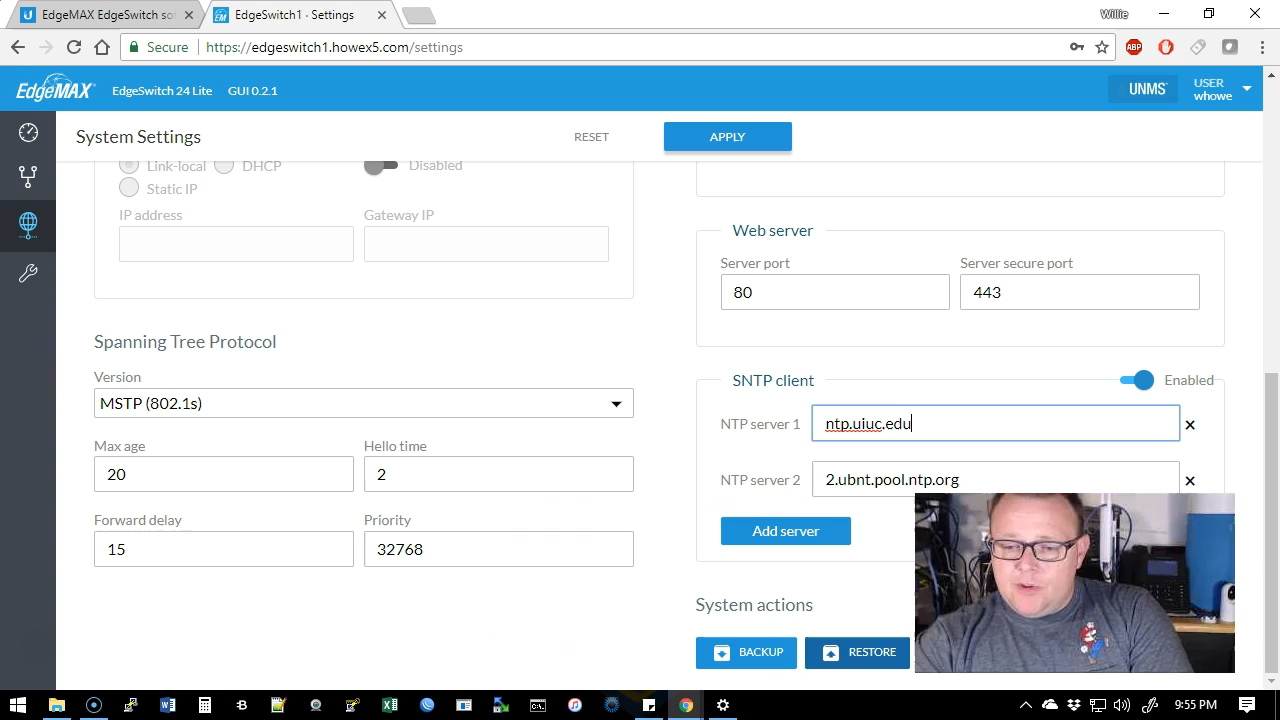 EdgeMAX EdgeSwitch sof
EdgeSwitch1 - Settings
Willie
Secure
https://edgeswitch1.howex5.com/settings
ABP
EdgeMAX
EdgeSwitch 24 Lite
GUI 0.2.1
UNMS
USER
whowe
System Settings
RESET
APPLY
Link-local
DHCP
Disabled
Static IP
IP address
Gateway IP
Web server
Server port
Server secure port
80
443
Spanning Tree Protocol
Version
MSTP (802.1s)
Max age
Hello time
20
2
Forward delay
Priority
15
32768
SNTP client
Enabled
NTP server 1
ntp.uiuc.edu
NTP server 2
2.ubnt.pool.ntp.org
Add server
System actions
BACKUP
RESTORE
9:55 PM